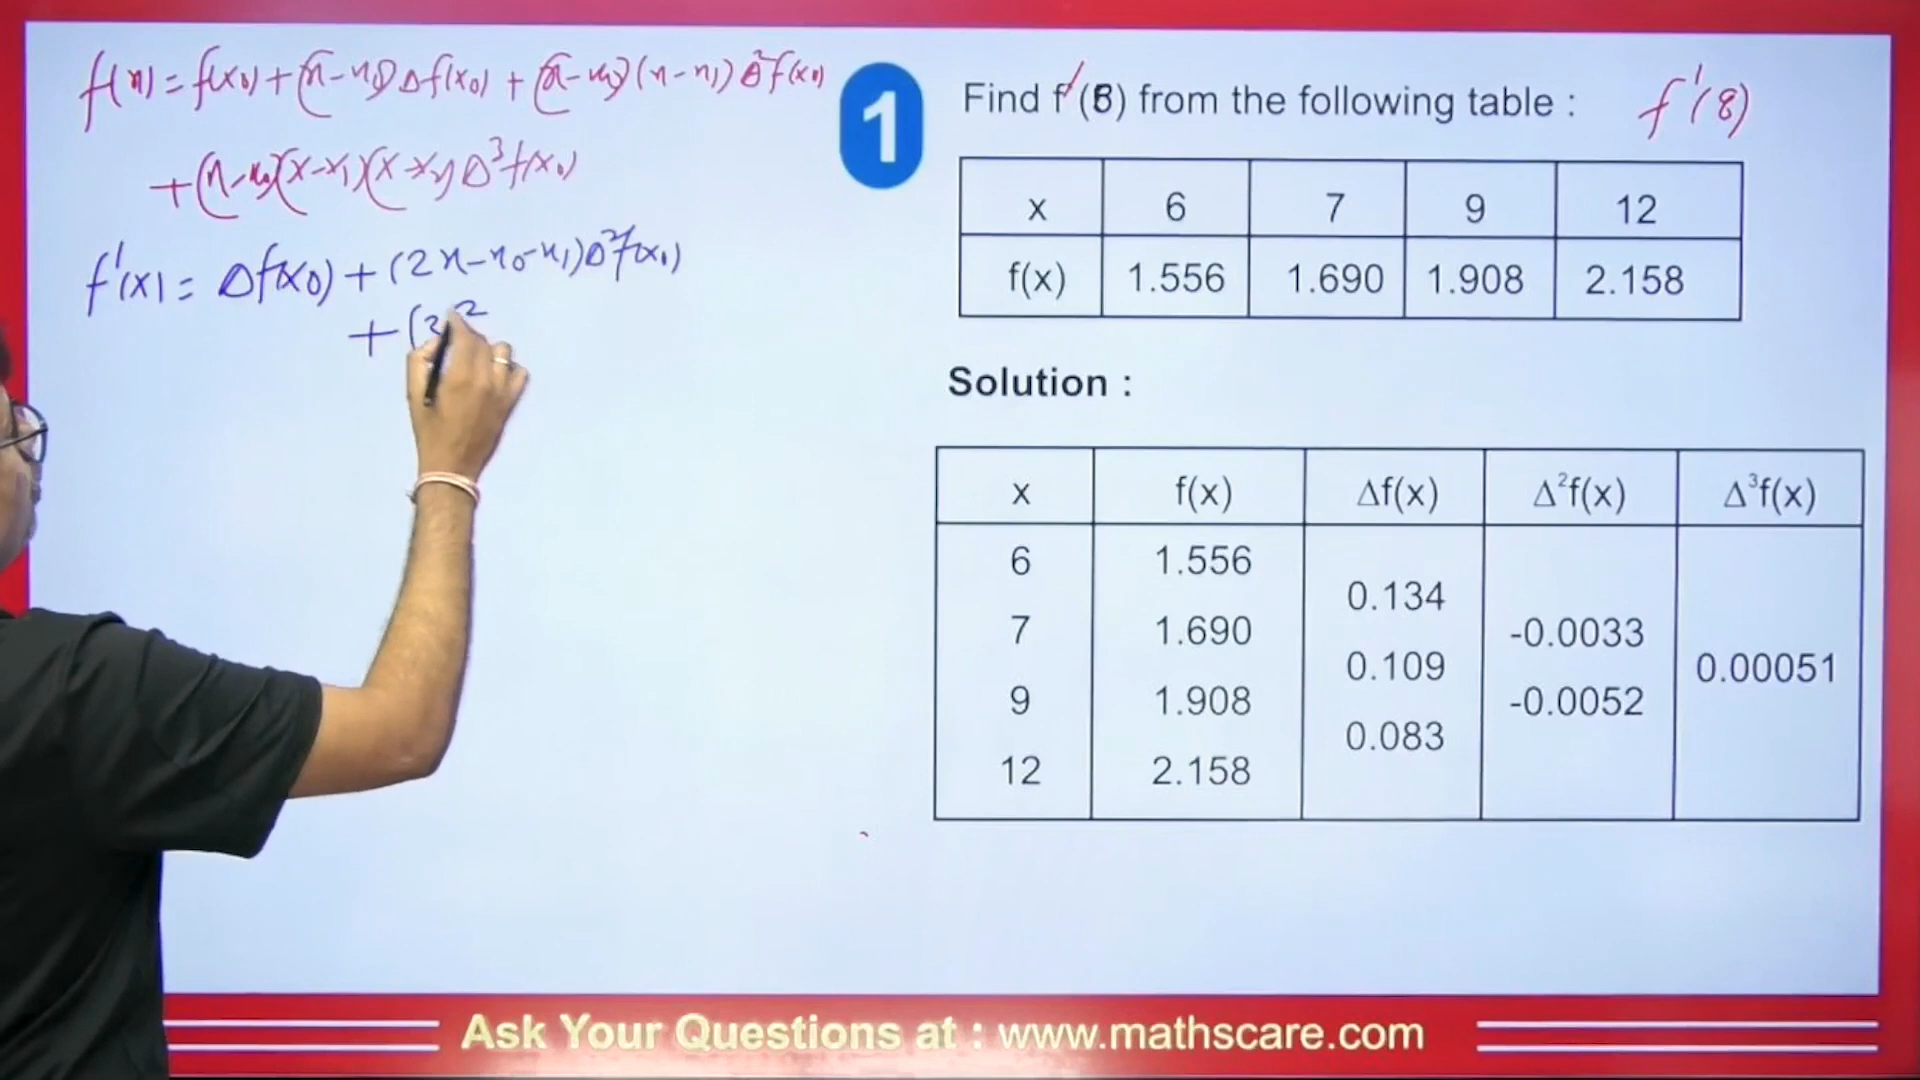 f(x) = f(x₀) + (x-x₀) Δf(x₀) + (x-x₀)(x-x₁) Δ²f(x₀)
+ (x-x₀)(x-x₁)(x-x₂) Δ³f(x₀)
f'(x) = Δf(x₀) + (2x-x₀-x₁)Δ²f(x₀)
+ (3 ²
1
Find f'(8) from the following table : f'(8)
x 6 7 9 12
f(x) 1.556 1.690 1.908 2.158
Solution :
x f(x) Δf(x) Δ²f(x) Δ³f(x)
6 1.556
0.134
7 1.690 -0.0033
0.109 0.00051
9 1.908 -0.0052
0.083
12 2.158
Ask Your Questions at : www.mathscare.com